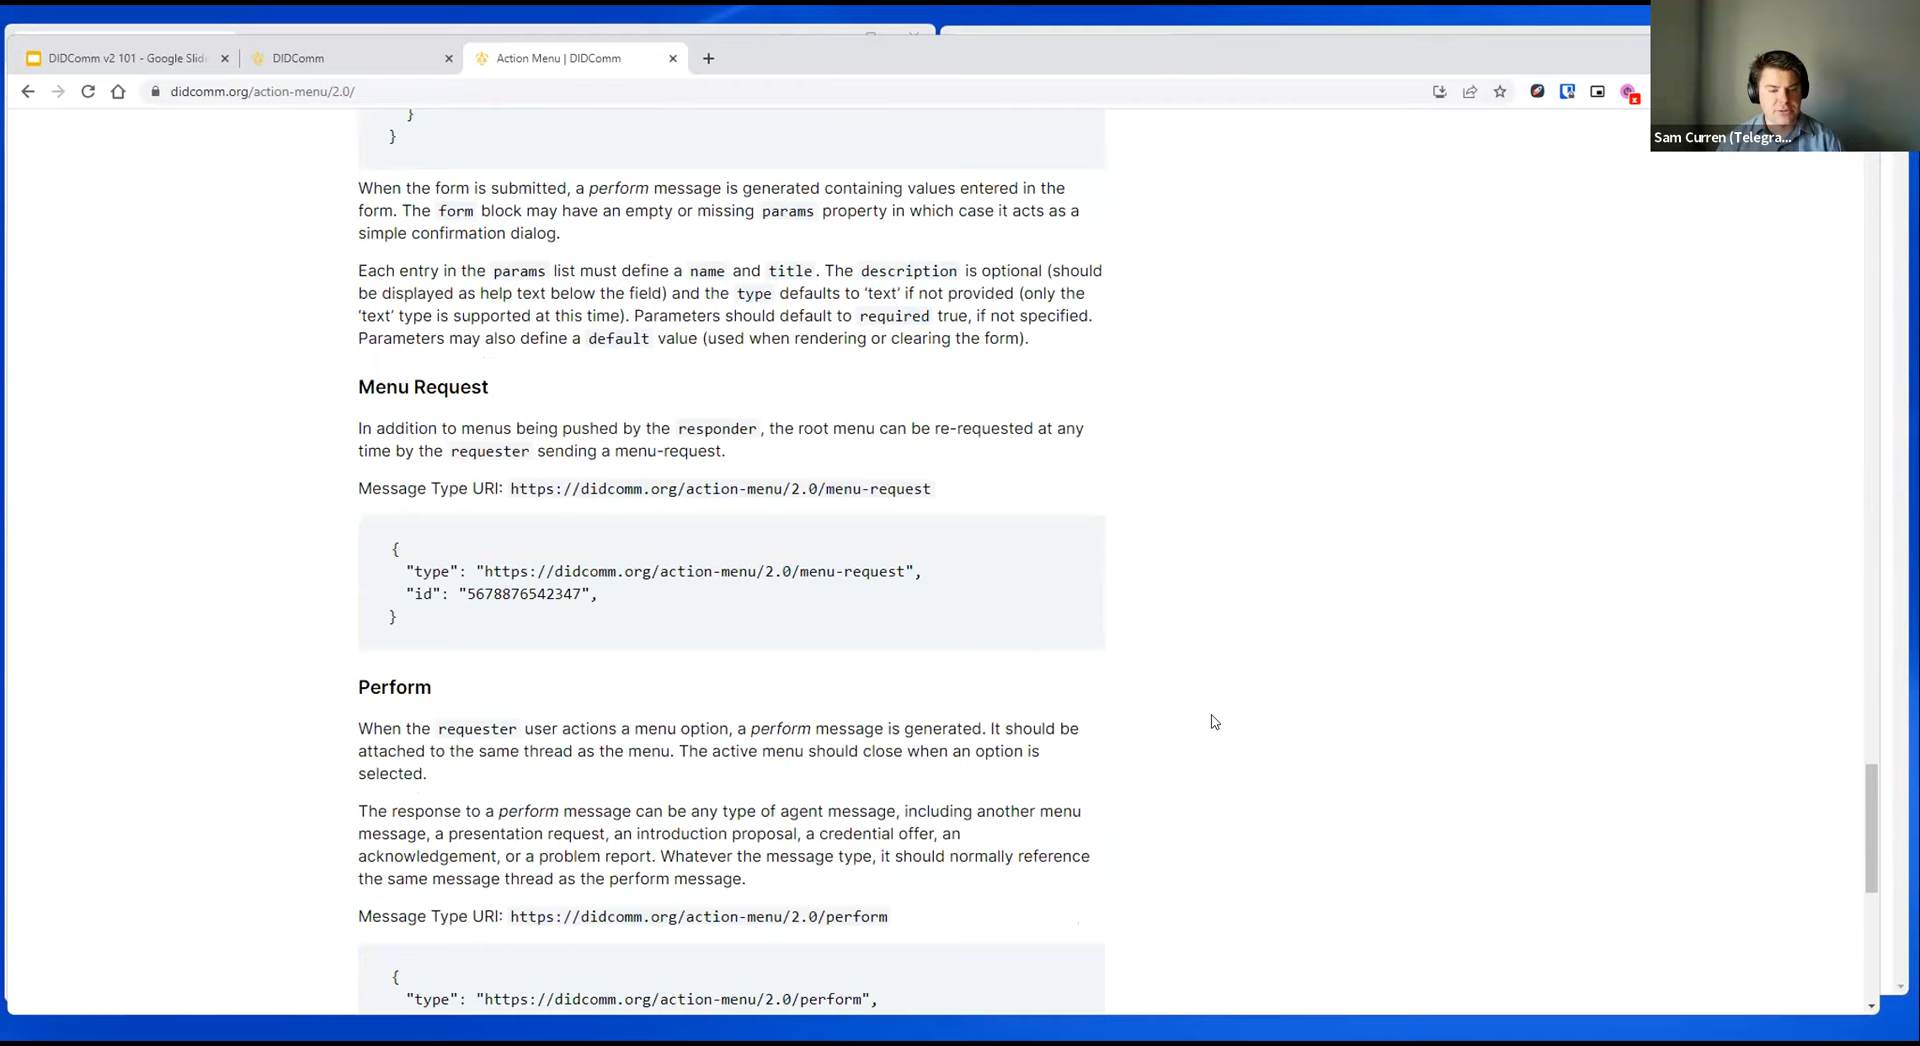 DIDComm v2 101 - Google Slid
DIDComm
Action Menu | DIDComm
didcomm.org/action-menu/2.0/
Sam Curren (Telegra...
}
}
When the form is submitted, a perform message is generated containing values entered in the
form. The form block may have an empty or missing params property in which case it acts as a
simple confirmation dialog.
Each entry in the params list must define a name and title. The description is optional (should
be displayed as help text below the field) and the type defaults to ‘text’ if not provided (only the
‘text’ type is supported at this time). Parameters should default to required true, if not specified.
Parameters may also define a default value (used when rendering or clearing the form).
Menu Request
In addition to menus being pushed by the responder, the root menu can be re-requested at any
time by the requester sending a menu-request.
Message Type URI: https://didcomm.org/action-menu/2.0/menu-request
{
"type": "https://didcomm.org/action-menu/2.0/menu-request",
"id": "5678876542347",
}
Perform
When the requester user actions a menu option, a perform message is generated. It should be
attached to the same thread as the menu. The active menu should close when an option is
selected.
The response to a perform message can be any type of agent message, including another menu
message, a presentation request, an introduction proposal, a credential offer, an
acknowledgement, or a problem report. Whatever the message type, it should normally reference
the same message thread as the perform message.
Message Type URI: https://didcomm.org/action-menu/2.0/perform
{
"type": "https://didcomm.org/action-menu/2.0/perform",